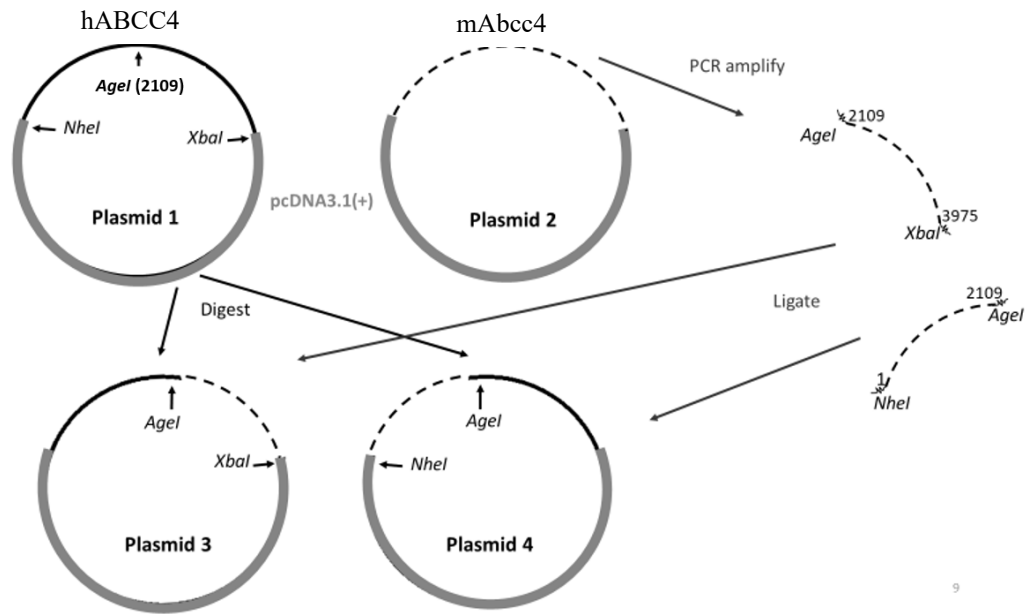 hABCC4
mAbcc4
AgeI (2109)
NheI
XbaI
Plasmid 1
pcDNA3.1(+)
Plasmid 2
PCR amplify
2109
AgeI
3975
XbaI
Digest
Ligate
2109
AgeI
1
NheI
AgeI
XbaI
Plasmid 3
AgeI
NheI
Plasmid 4
9